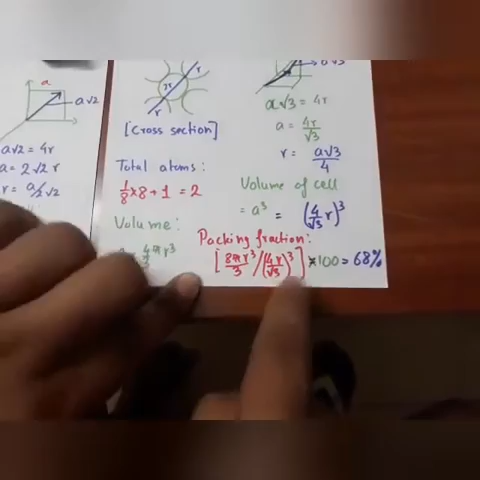 a
a√2
a√2 = 4r
a = 2√2 r
r = a/2√2
r
2r
r
[Cross section]
Total atoms:
1/8 x 8 + 1 = 2
Volume:
4/3 πr³
a√3
a√3 = 4r
a = 4r/√3
r = a√3/4
Volume of cell
= a³ = (4/√3 r)³
Packing fraction:
[8πr³/3 / (4r/√3)³] × 100 = 68%